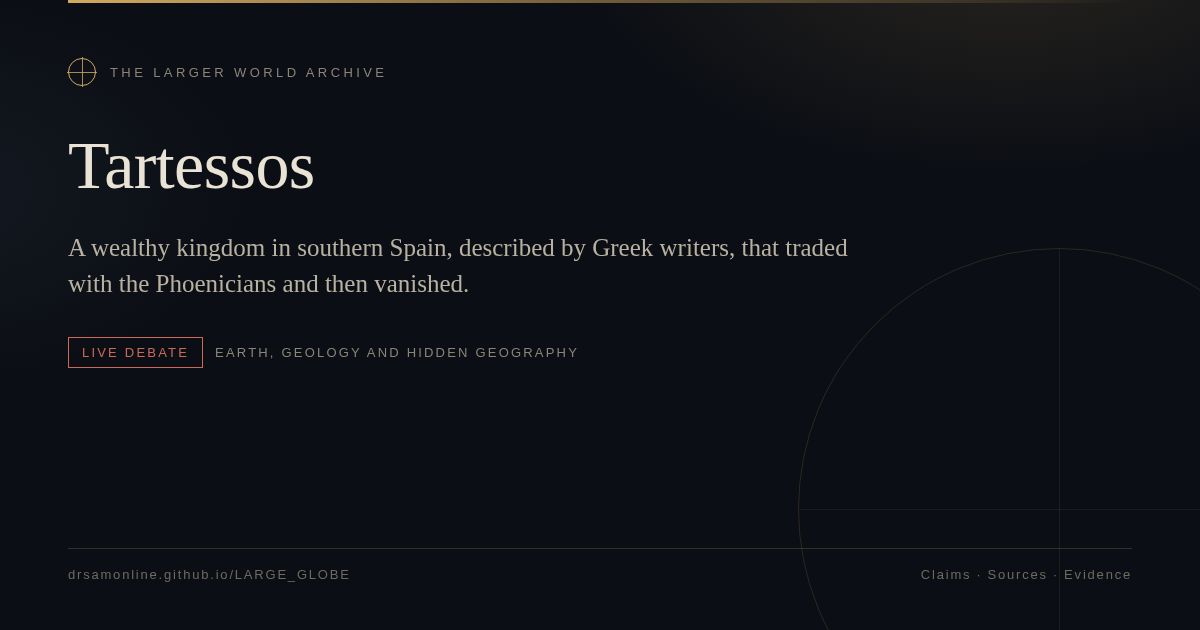 THE LARGER WORLD ARCHIVE
Tartessos
A wealthy kingdom in southern Spain, described by Greek writers, that traded
with the Phoenicians and then vanished.
LIVE DEBATE EARTH, GEOLOGY AND HIDDEN GEOGRAPHY
drsamonline.github.io/LARGE_GLOBE Claims · Sources · Evidence